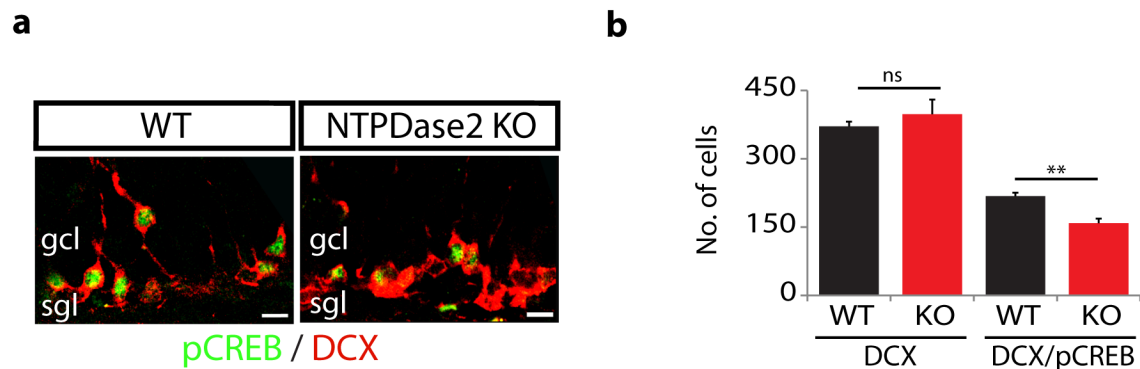 a
WT
NTPDase2 KO
gcl
sgl
gcl
sgl
pCREB / DCX
b
No. of cells
450
300
150
0
ns
**
WT
KO
WT
KO
DCX
DCX/pCREB